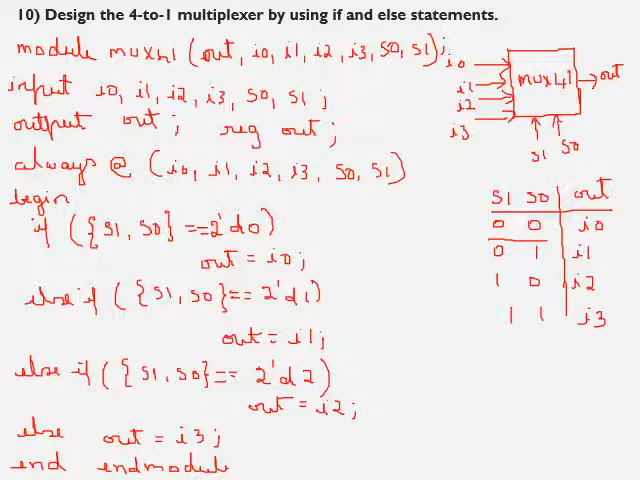 10) Design the 4-to-1 multiplexer by using if and else statements.
module mux41 (out, i0, i1, i2, i3, S0, S1);
input i0, i1, i2, i3, S0, S1;
output out; reg out;
always @ (i0, i1, i2, i3, S0, S1)
begin
if ({S1, S0} == 2'd0)
out = i0;
else if ({S1, S0} == 2'd1)
out = i1;
else if ({S1, S0} == 2'd2)
out = i2;
else out = i3;
end endmodule
i0
i1
i2
i3
mux41
out
S1 S0
S1 S0 out
0 0 i0
0 1 i1
1 0 i2
1 1 i3